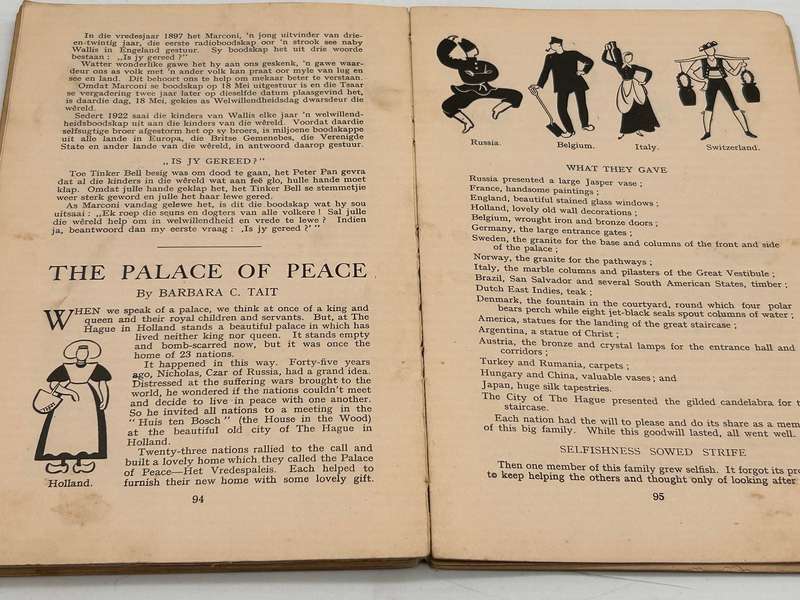 In die vredesjaar 1897 het Marconi, 'n jong uitvinder van drie-
en-twintig jaar, die eerste radioboodskap oor 'n strook see naby
Wallis in Engeland gestuur. Sy boodskap het uit drie woorde
bestaan : „Is jy gereed ?"
Watter wonderlike gawe het hy aan ons geskenk, 'n gawe waar-
deur ons as volk met 'n ander volk kan praat oor myle van lug en
see en land. Dit behoort ons te help om mekaar beter te verstaan.
Omdat Marconi se boodskap op 18 Mei uitgestuur is en die Tsaar
se vergadering twee jaar later op dieselfde datum plaasgevind het,
is daardie dag, 18 Mei, gekies as Welwillendheidsdag dwarsdeur die
wêreld.
Sedert 1922 saai die kinders van Wallis elke jaar 'n welwillend-
heidsboodskap uit aan die kinders van die wêreld. Voordat daardie
selfsugtige broer afgestorm het op sy broers, is miljoene boodskappe
uit alle lande in Europa, die Britse Gemenebes, die Verenigde
State en ander lande van die wêreld, in antwoord daarop gestuur.
„IS JY GEREED?"
Toe Tinker Bell besig was om dood te gaan, het Peter Pan gevra
dat al die kinders in die wêreld wat aan feë glo, hulle hande moet
klap. Omdat julle hande geklap het, het Tinker Bell se stemmetjie
weer sterk geword en julle het haar lewe gered.
As Marconi vandag gelewe het, is dit die boodskap wat hy sou
uitsaai : „Ek roep die seuns en dogters van alle volkere ! Sal julle
die wêreld help om in welwillendheid en vrede te lewe ? Indien
ja, beantwoord dan my eerste vraag : ,Is jy gereed ?' "
THE PALACE OF PEACE
By BARBARA C. TAIT
WHEN we speak of a palace, we think at once of a king and
queen and their royal children and servants. But, at The
Hague in Holland stands a beautiful palace in which has
lived neither king nor queen. It stands empty
and bomb-scarred now, but it was once the
home of 23 nations.
It happened in this way. Forty-five years
ago, Nicholas, Czar of Russia, had a grand idea.
Distressed at the suffering wars brought to the
world, he wondered if the nations couldn't meet
and decide to live in peace with one another.
So he invited all nations to a meeting in the
"Huis ten Bosch" (the House in the Wood)
at the beautiful old city of The Hague in
Holland.
Twenty-three nations rallied to the call and
built a lovely home which they called the Palace
of Peace—Het Vredespaleis. Each helped to
furnish their new home with some lovely gift.
Holland.
94
Russia. Belgium. Italy. Switzerland.
WHAT THEY GAVE
Russia presented a large Jasper vase ;
France, handsome paintings ;
England, beautiful stained glass windows ;
Holland, lovely old wall decorations ;
Belgium, wrought iron and bronze doors ;
Germany, the large entrance gates ;
Sweden, the granite for the base and columns of the front and side
of the palace ;
Norway, the granite for the pathways ;
Italy, the marble columns and pilasters of the Great Vestibule ;
Brazil, San Salvador and several South American States, timber ;
Dutch East Indies, teak ;
Denmark, the fountain in the courtyard, round which four polar
bears perch while eight jet-black seals spout columns of water ;
America, statues for the landing of the great staircase ;
Argentina, a statue of Christ ;
Austria, the bronze and crystal lamps for the entrance hall and
corridors ;
Turkey and Rumania, carpets ;
Hungary and China, valuable vases ; and
Japan, huge silk tapestries.
The City of The Hague presented the gilded candelabra for t
staircase.
Each nation had the will to please and do its share as a mem
of this big family. While this goodwill lasted, all went well.
SELFISHNESS SOWED STRIFE
Then one member of this family grew selfish. It forgot its pr
to keep helping the others and thought only of looking after
95